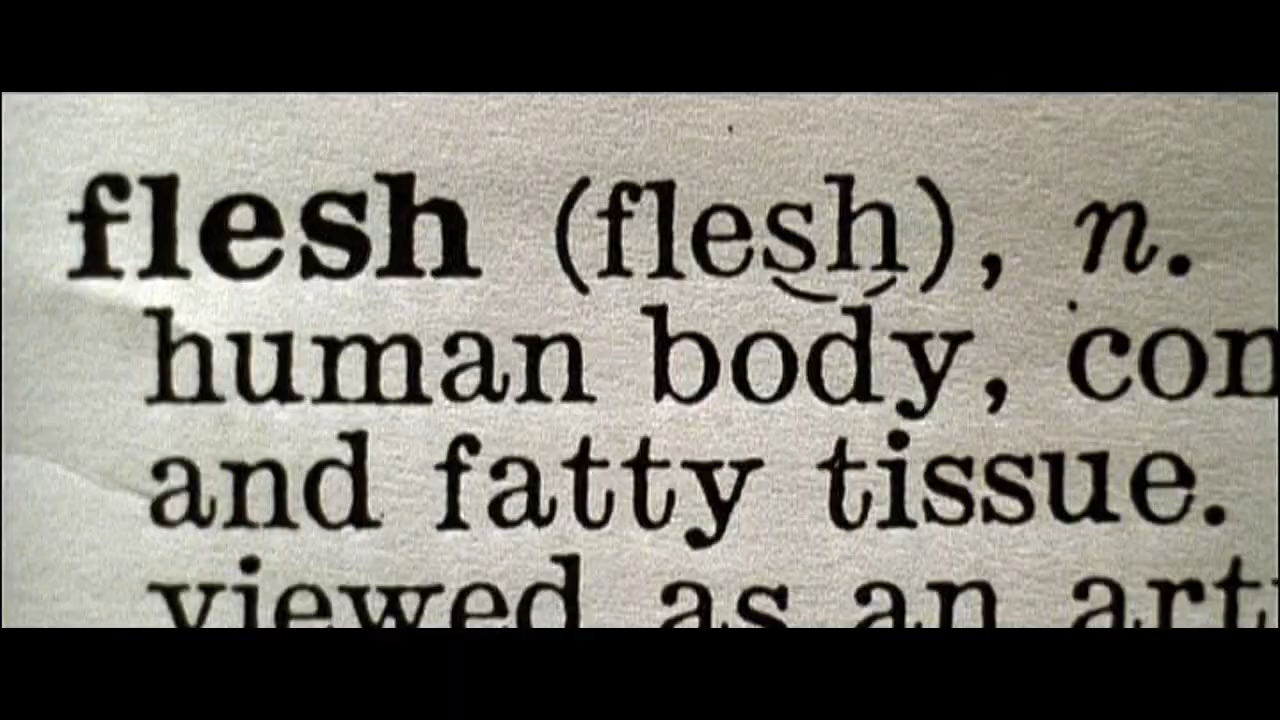 flesh (flesh), n.
human body, con
and fatty tissue.
viewed as an art